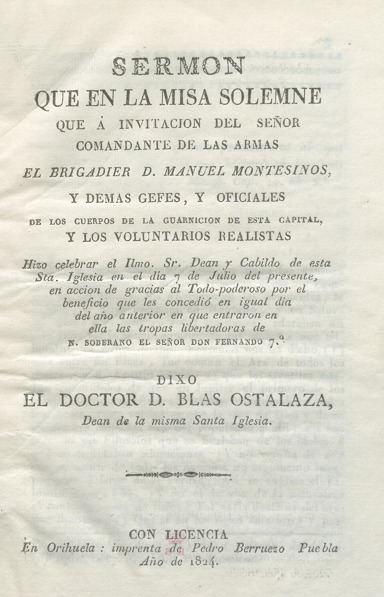 SERMON
QUE EN LA MISA SOLEMNE
QUE Á INVITACION DEL SEÑOR
COMANDANTE DE LAS ARMAS
EL BRIGADIER D. MANUEL MONTESINOS,
Y DEMAS GEFES, Y OFICIALES
DE LOS CUERPOS DE LA GUARNICION DE ESTA CAPITAL,
Y LOS VOLUNTARIOS REALISTAS
Hizo celebrar el Ilmo. Sr. Dean y Cabildo de esta
Sta. Iglesia en el dia 7 de Julio del presente,
en accion de gracias al Todo-poderoso por el
beneficio que les concedió en igual dia
del año anterior en que entraron en
ella las tropas libertadoras de
N. SOBERANO EL SEÑOR DON FERNANDO 7.º
DIXO
EL DOCTOR D. BLAS OSTALAZA,
Dean de la misma Santa Iglesia.
CON LICENCIA
En Orihuela : imprenta de Pedro Berruezo Puebla
Año de 1824.